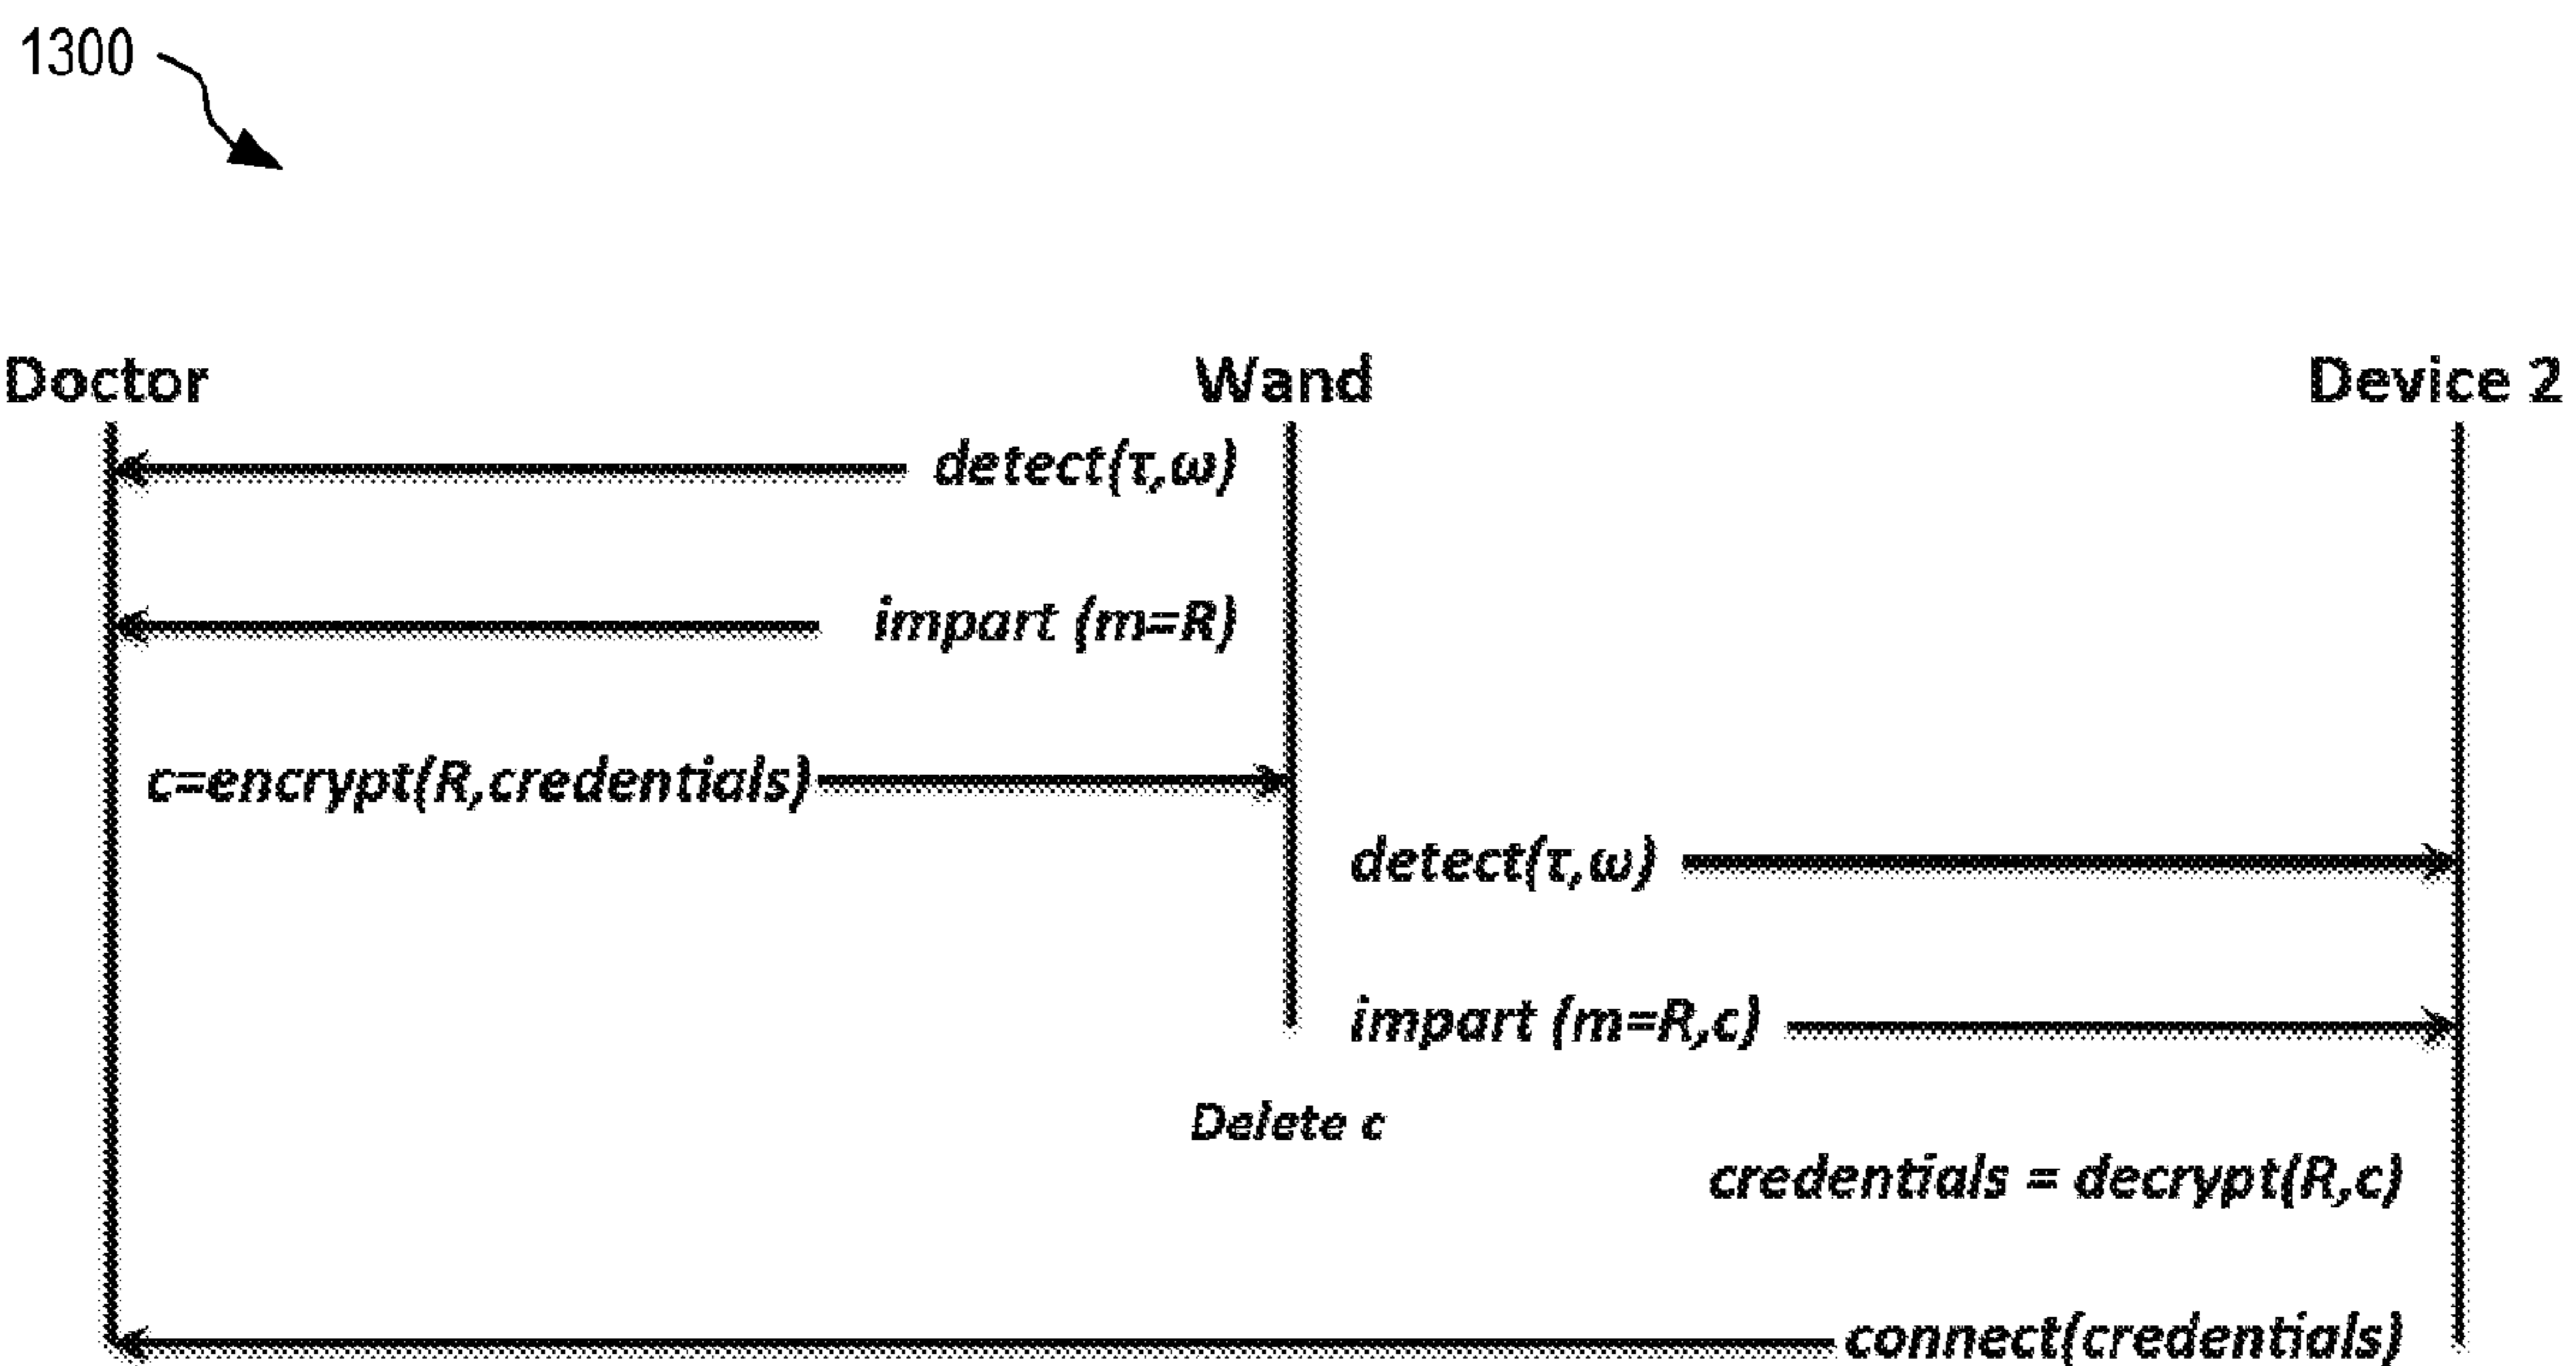 1300
Doctor
Wand
Device 2
detect(τ,ω)
impart (m=R)
c=encrypt(R,credentials)
detect(τ,ω)
impart (m=R,c)
Delete c
credentials = decrypt(R,c)
connect(credentials)